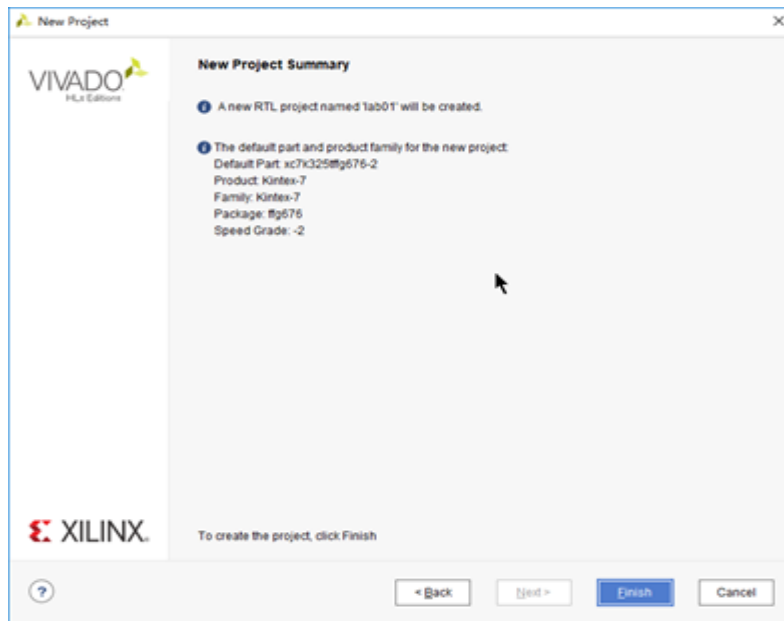 New Project
VIVADO
HLx Editions
New Project Summary
A new RTL project named 'lab01' will be created.
The default part and product family for the new project:
Default Part: xc7k325tffg676-2
Product: Kintex-7
Family: Kintex-7
Package: ffg676
Speed Grade: -2
XILINX
To create the project, click Finish
?
< Back
Next >
Finish
Cancel